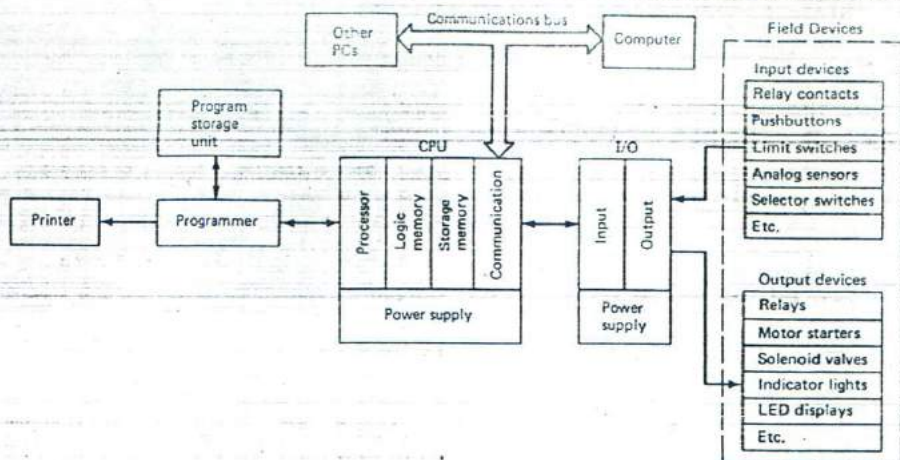 Communications bus
Other
PCs
Computer
Field Devices
Input devices
Relay contacts
Pushbuttons
Limit switches
Analog sensors
Selector switches
Etc.
Program
storage
unit
CPU
I/O
Printer
Programmer
Processor
Logic
memory
Storage
memory
Communication
Input
Output
Power supply
Power
supply
Output devices
Relays
Motor starters
Solenoid valves
Indicator lights
LED displays
Etc.